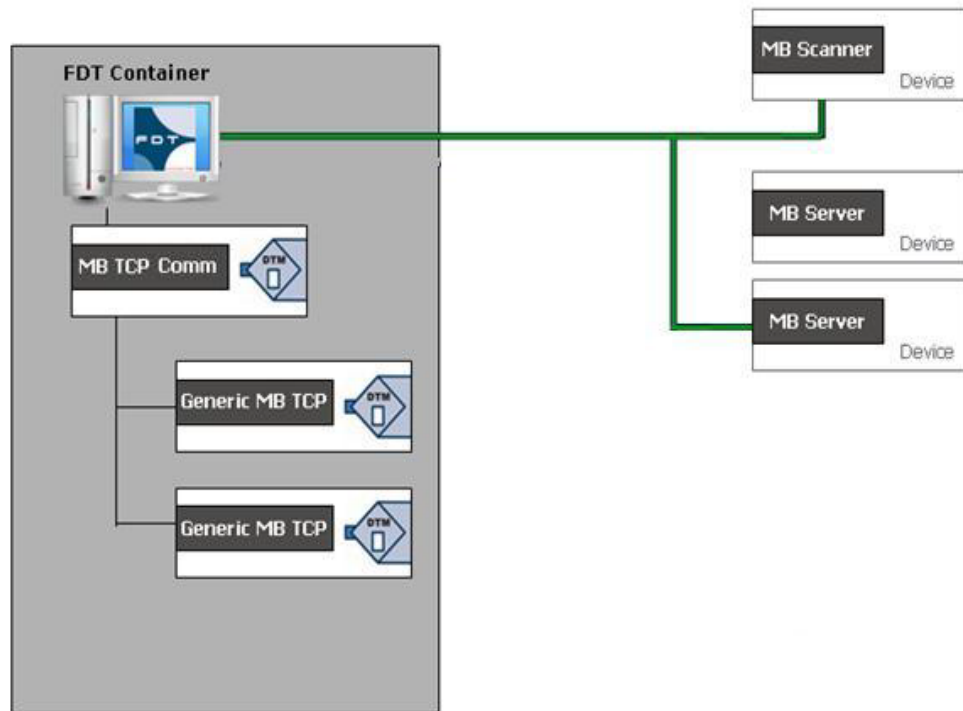 FDT Container
FDT
MB TCP Comm
DTM
Generic MB TCP
DTM
Generic MB TCP
DTM
MB Scanner
Device
MB Server
Device
MB Server
Device